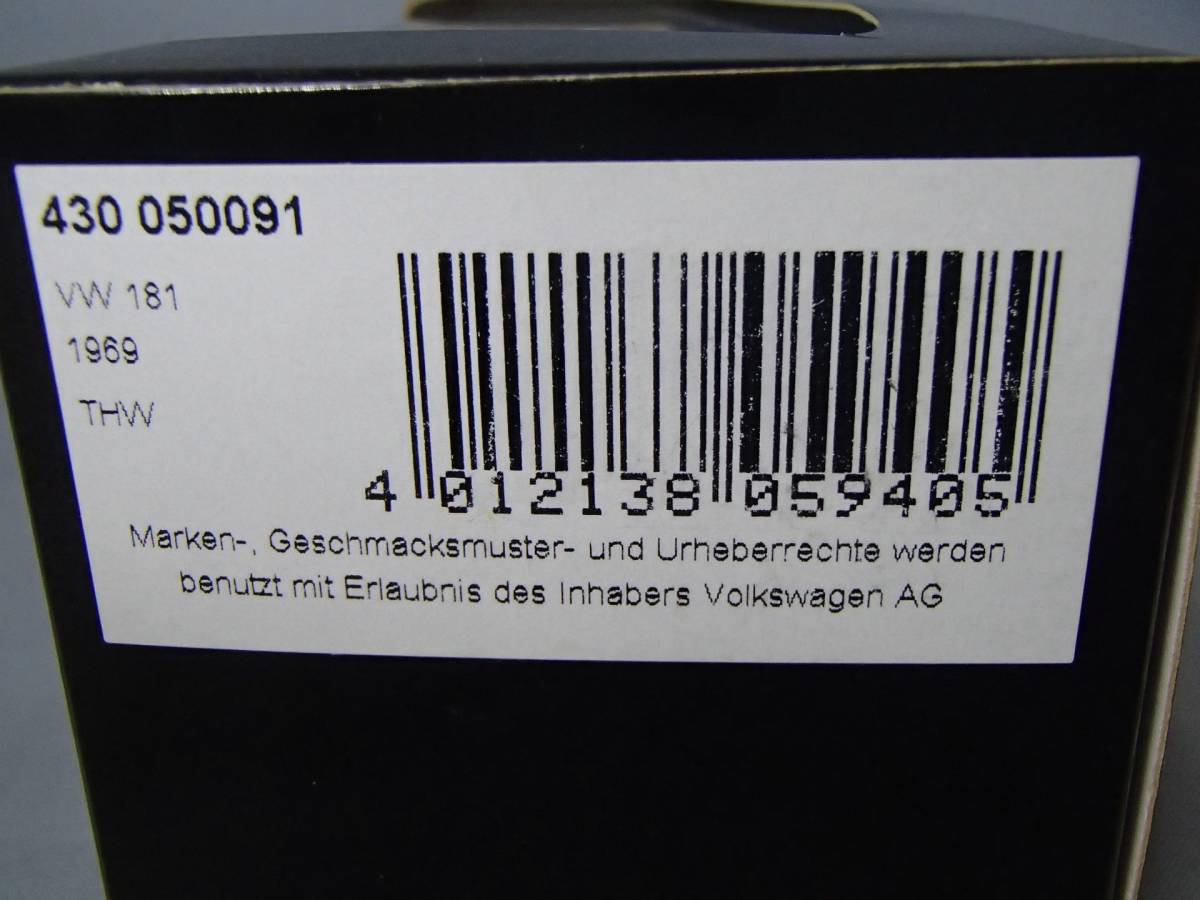 430 050091
VW 181
1969
THW
4 012138 059405
Marken-, Geschmacksmuster- und Urheberrechte werden
benutzt mit Erlaubnis des Inhabers Volkswagen AG